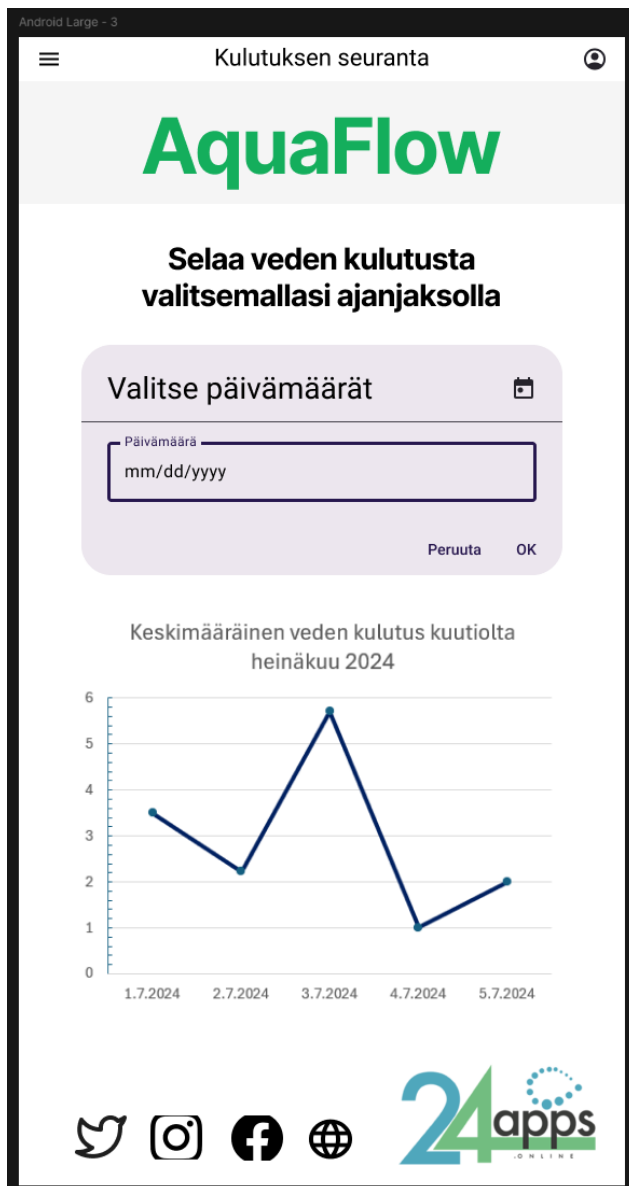 Android Large - 3
Kulutuksen seuranta
AquaFlow
Selaa veden kulutusta
valitsemallasi ajanjaksolla
Valitse päivämäärät
Päivämäärä
mm/dd/yyyy
Peruuta OK
Keskimääräinen veden kulutus kuutiolta
heinäkuu 2024
6
5
4
3
2
1
0
1.7.2024 2.7.2024 3.7.2024 4.7.2024 5.7.2024
24apps
.ONLINE